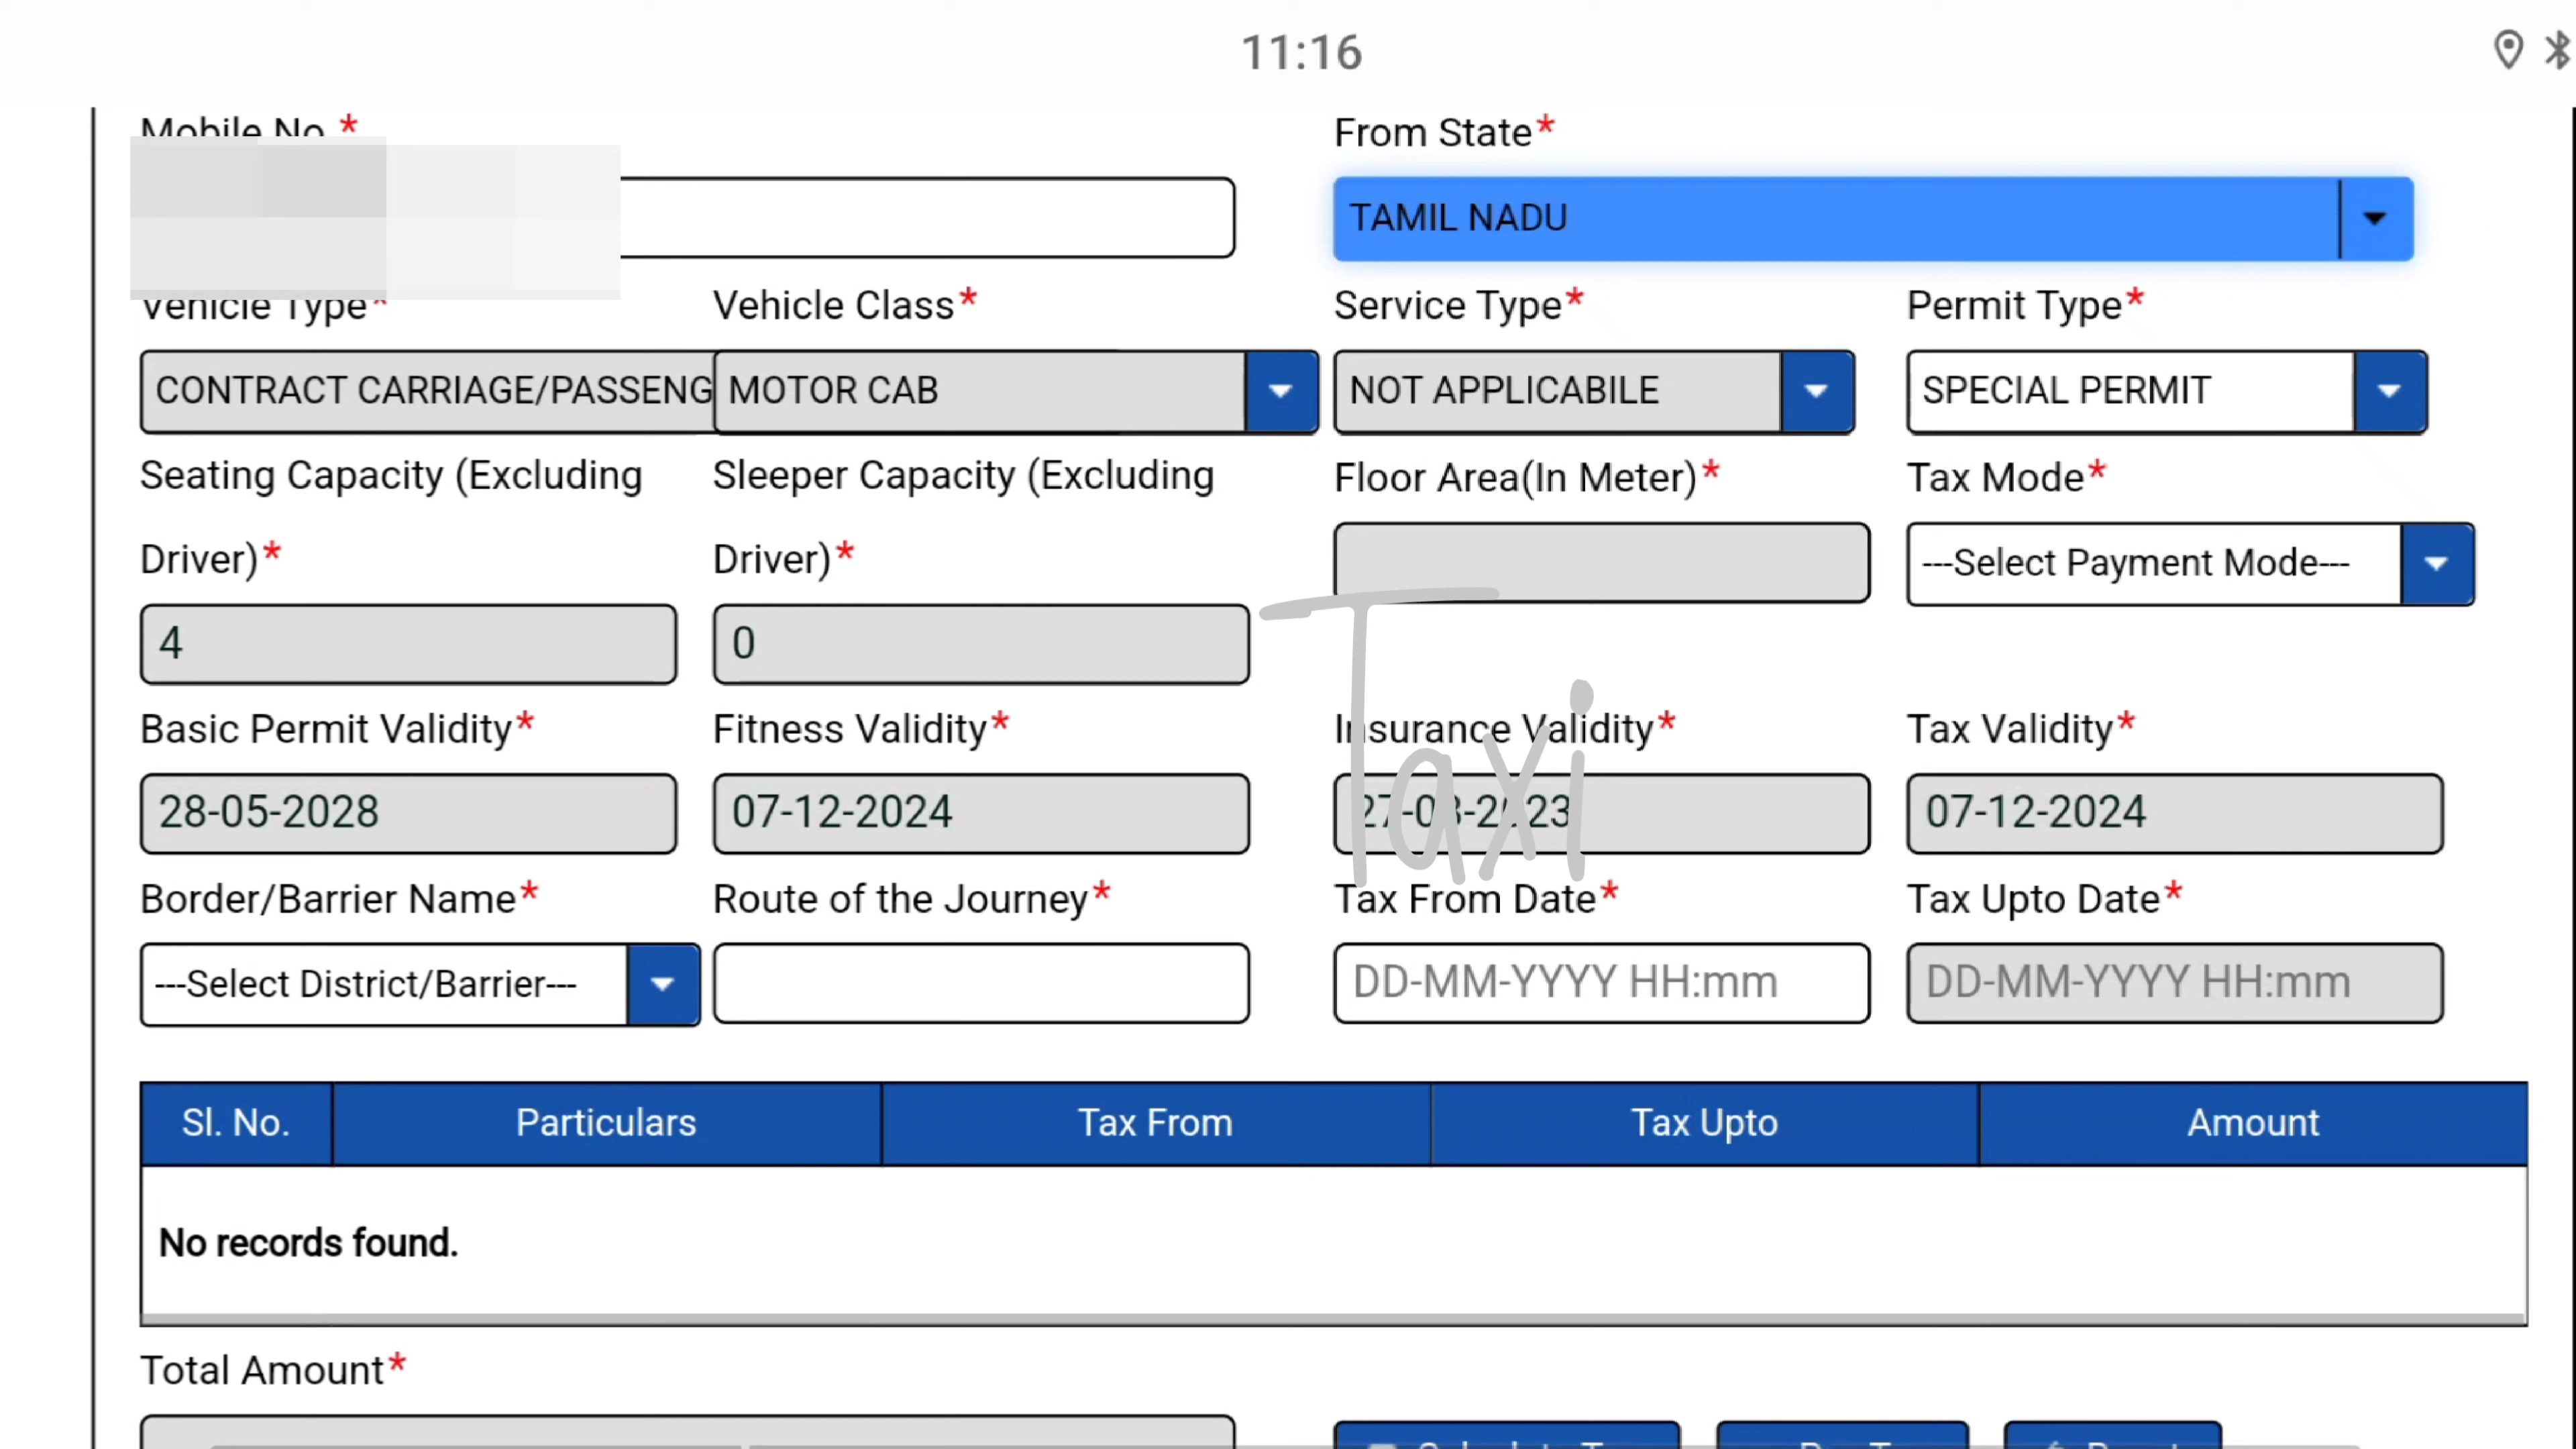 11:16
Mobile No.*
From State*
TAMIL NADU
Vehicle Type* Vehicle Class* Service Type* Permit Type*
CONTRACT CARRIAGE/PASSENG MOTOR CAB NOT APPLICABILE SPECIAL PERMIT
Seating Capacity (Excluding Driver)* Sleeper Capacity (Excluding Driver)* Floor Area(In Meter)* Tax Mode*
---Select Payment Mode---
4 0
Taxi
Basic Permit Validity* Fitness Validity* Insurance Validity* Tax Validity*
28-05-2028 07-12-2024 07-12-2024
Border/Barrier Name* Route of the Journey* Tax From Date* Tax Upto Date*
---Select District/Barrier--- DD-MM-YYYY HH:mm DD-MM-YYYY HH:mm
Sl. No. Particulars Tax From Tax Upto Amount
No records found.
Total Amount*